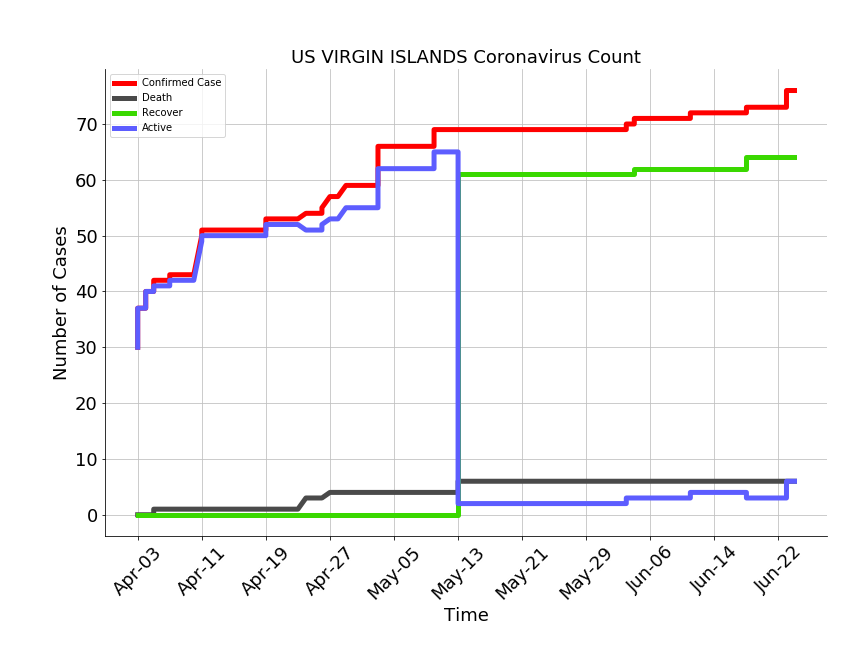 US VIRGIN ISLANDS Coronavirus Count
Confirmed Case
Death
Recover
Active
Number of Cases
70
60
50
40
30
20
10
0
Apr-03
Apr-11
Apr-19
Apr-27
May-05
May-13
May-21
May-29
Jun-06
Jun-14
Jun-22
Time